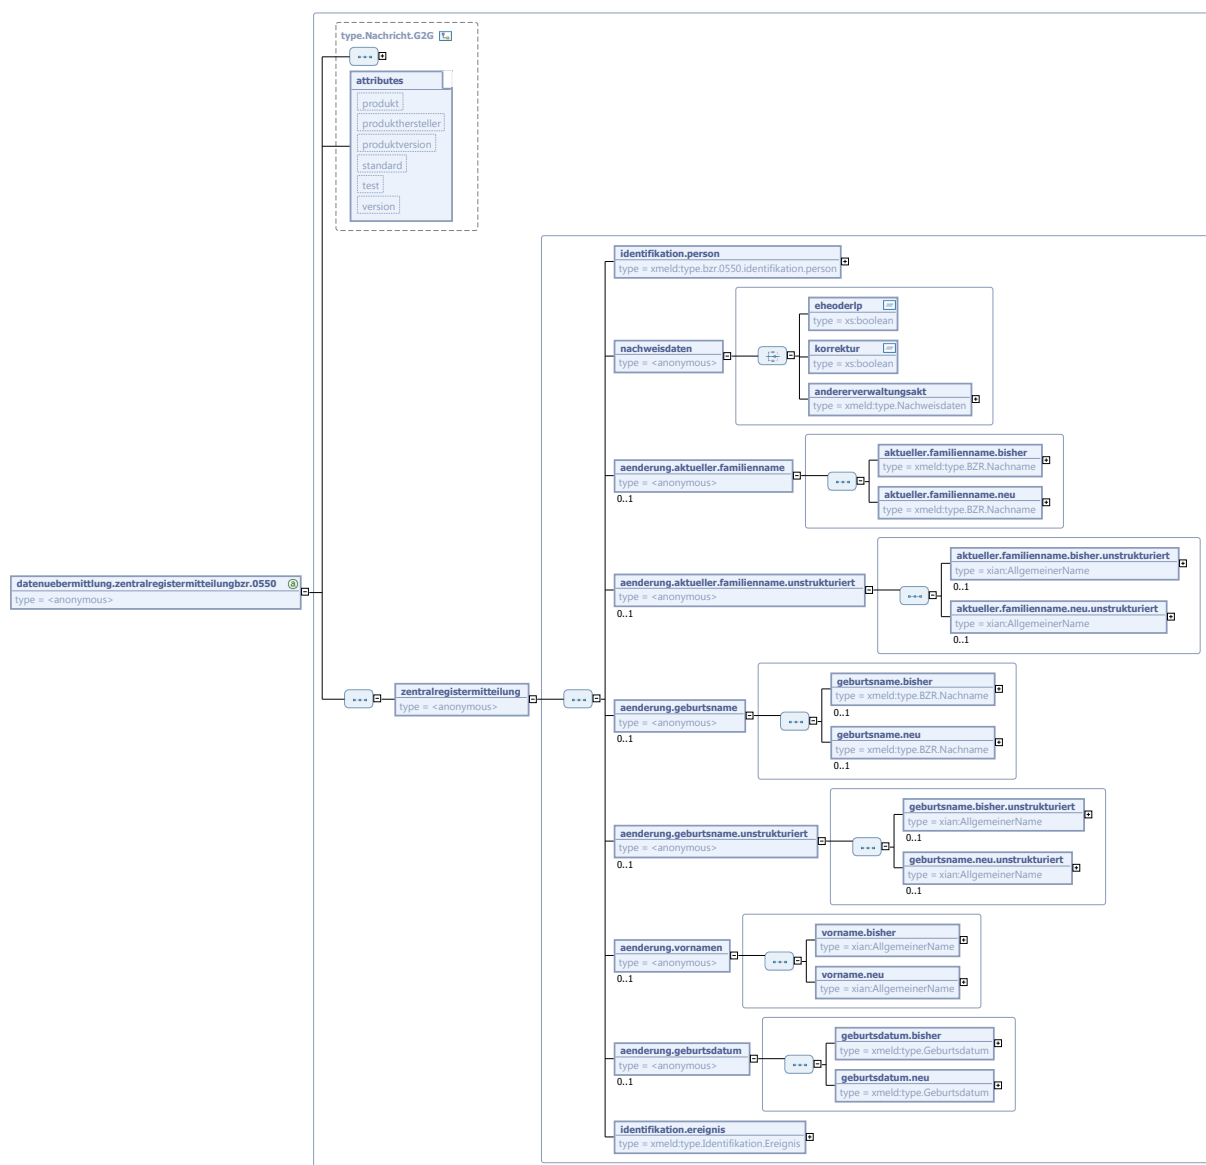 type.Nachricht.G2G
attributes
produkt
produkthersteller
produktversion
standard
test
version
identifikation.person
type = xmeld:type.bzr.0550.identifikation.person
eheoderlp
type = xs:boolean
nachweisdaten
type = <anonymous>
korrektur
type = xs:boolean
andererverwaltungsakt
type = xmeld:type.Nachweisdaten
aenderung.aktueller.familienname
type = <anonymous>
0..1
aktueller.familienname.bisher
type = xmeld:type.BZR.Nachname
aktueller.familienname.neu
type = xmeld:type.BZR.Nachname
datenuebermittlung.zentralregistermitteilungbzr.0550
type = <anonymous>
aenderung.aktueller.familienname.unstrukturiert
type = <anonymous>
0..1
aktueller.familienname.bisher.unstrukturiert
type = xian:AllgemeinerName
0..1
aktueller.familienname.neu.unstrukturiert
type = xian:AllgemeinerName
0..1
zentralregistermitteilung
type = <anonymous>
aenderung.geburtsname
type = <anonymous>
0..1
geburtsname.bisher
type = xmeld:type.BZR.Nachname
0..1
geburtsname.neu
type = xmeld:type.BZR.Nachname
0..1
aenderung.geburtsname.unstrukturiert
type = <anonymous>
0..1
geburtsname.bisher.unstrukturiert
type = xian:AllgemeinerName
0..1
geburtsname.neu.unstrukturiert
type = xian:AllgemeinerName
0..1
aenderung.vornamen
type = <anonymous>
0..1
vorname.bisher
type = xian:AllgemeinerName
vorname.neu
type = xian:AllgemeinerName
aenderung.geburtsdatum
type = <anonymous>
0..1
geburtsdatum.bisher
type = xmeld:type.Geburtsdatum
geburtsdatum.neu
type = xmeld:type.Geburtsdatum
identifikation.ereignis
type = xmeld:type.Identifikation.Ereignis